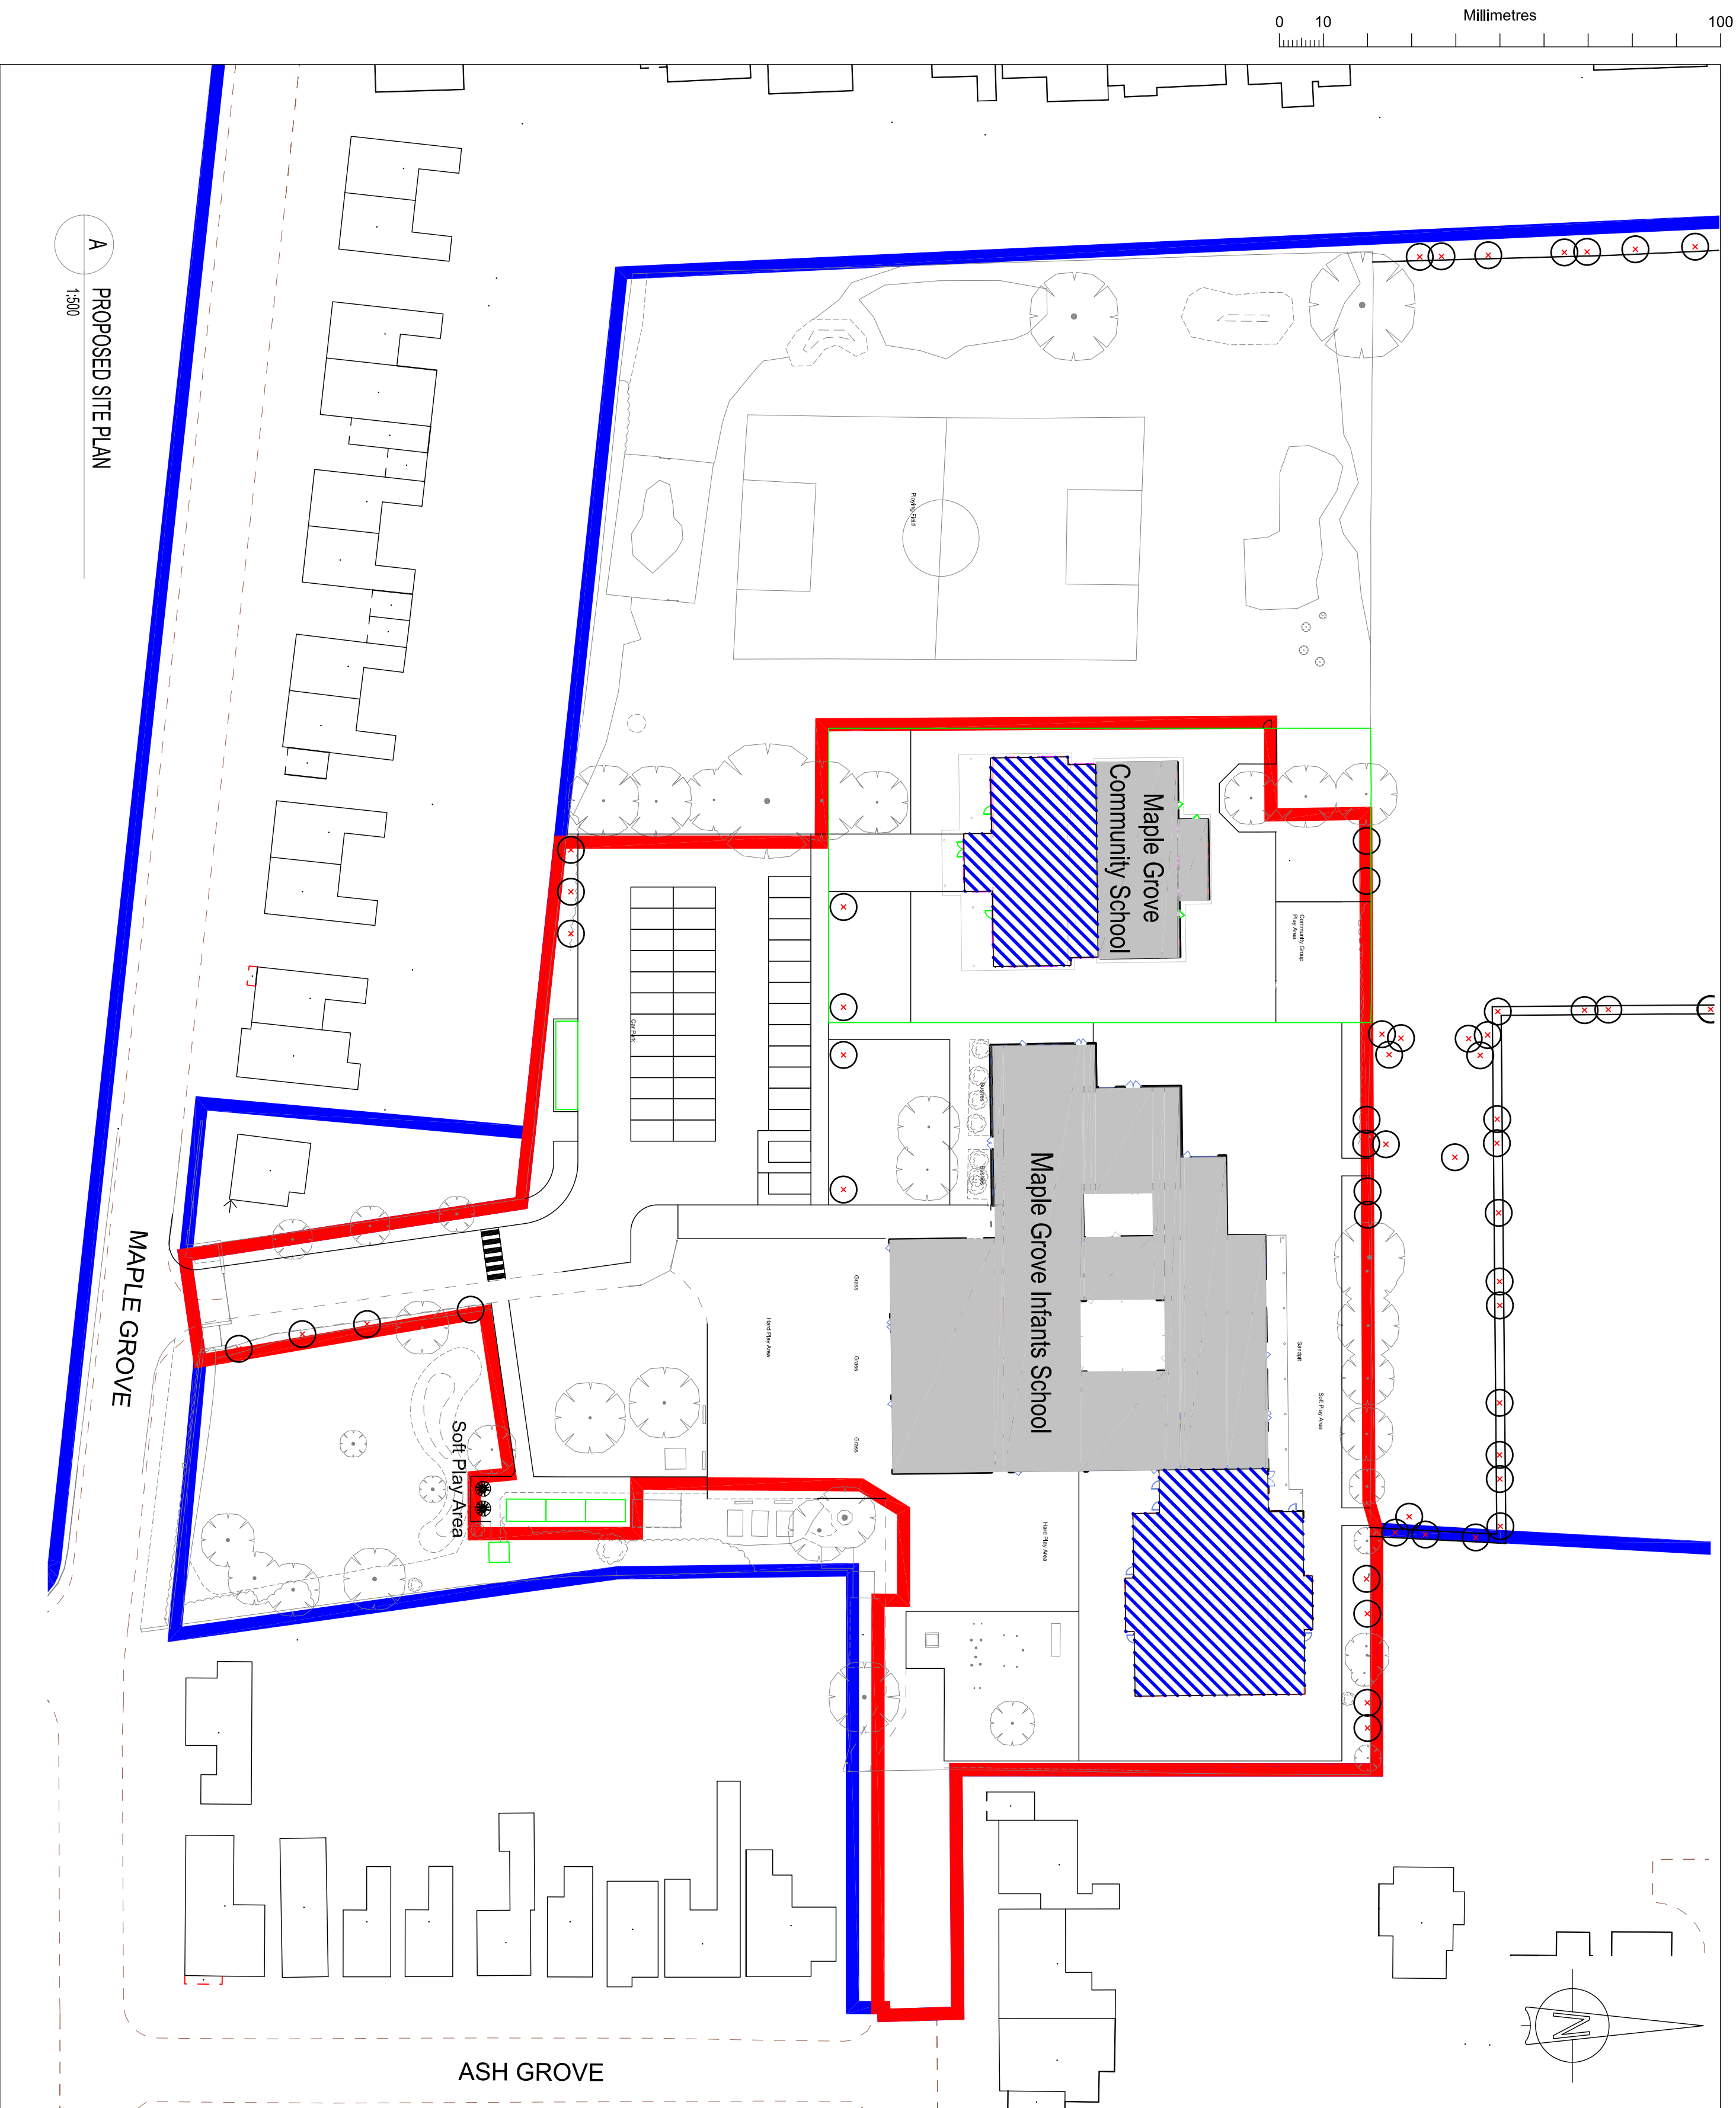 0 10 Millimetres 100
A
PROPOSED SITE PLAN
1:500
Playing Field
Maple Grove
Community School
Community Group
Play Area
Car Park
Bushes
Bushes
Maple Grove Infants School
MAPLE GROVE
Grass
Grass
Grass
Hard Play Area
Sandpit
Soft Play Area
Soft Play Area
Hard Play Area
N
ASH GROVE